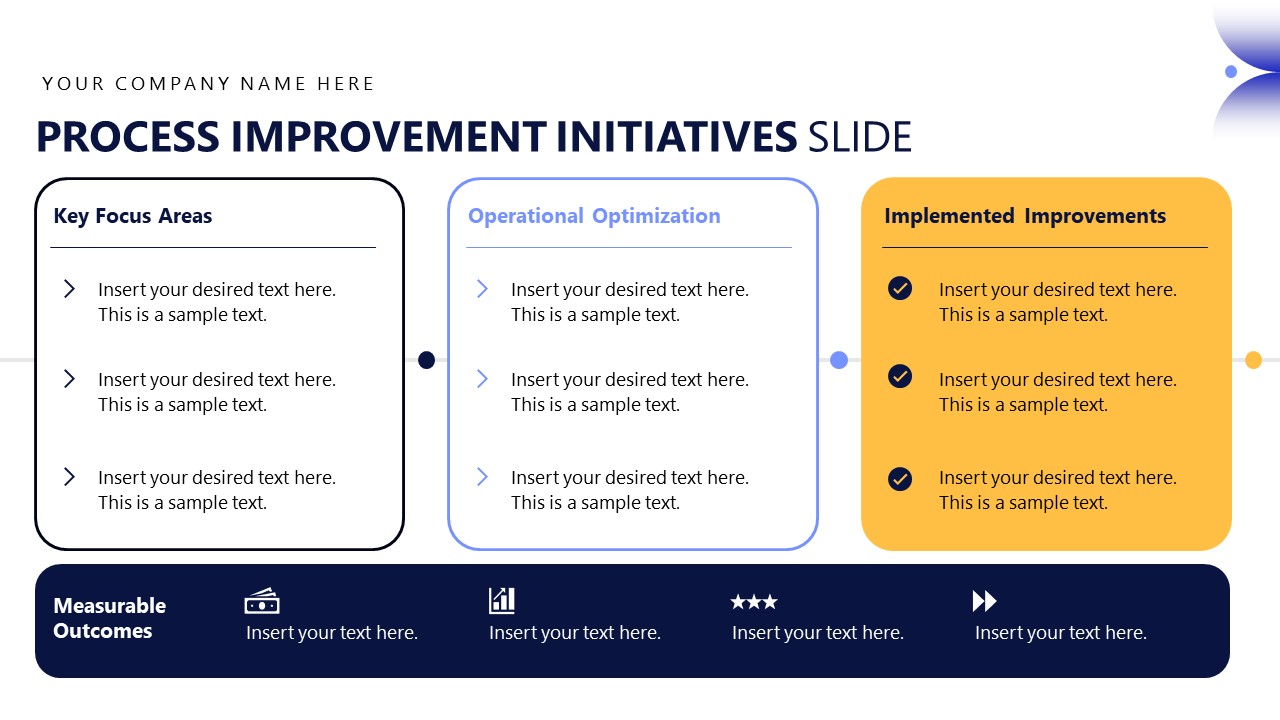 YOUR COMPANY NAME HERE
PROCESS IMPROVEMENT INITIATIVES SLIDE
Key Focus Areas
Insert your desired text here.
This is a sample text.
Insert your desired text here.
This is a sample text.
Insert your desired text here.
This is a sample text.
Operational Optimization
Insert your desired text here.
This is a sample text.
Insert your desired text here.
This is a sample text.
Insert your desired text here.
This is a sample text.
Implemented Improvements
Insert your desired text here.
This is a sample text.
Insert your desired text here.
This is a sample text.
Insert your desired text here.
This is a sample text.
Measurable
Outcomes
Insert your text here.
Insert your text here.
Insert your text here.
Insert your text here.